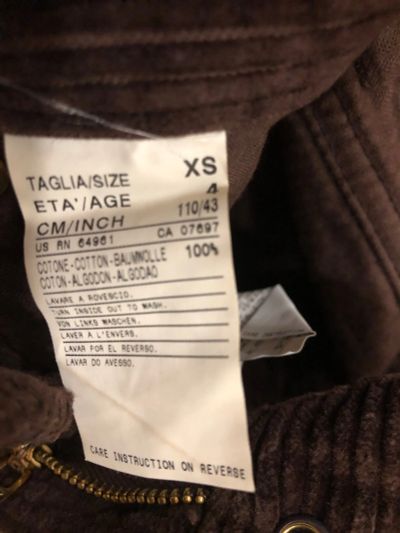 TAGLIA/SIZE XS
ETA'/AGE 4
CM/INCH 110/43
US RN 64961 CA 07697
COTONE-COTTON-BAUMWOLLE 100%
COTON-ALGODON-ALGODAO
LAVARE A ROVESCIO.
TURN INSIDE OUT TO WASH.
VON LINKS WASCHEN.
LAVER A L'ENVERS.
LAVAR POR EL REVERSO.
LAVAR DO AVESSO.
CARE INSTRUCTION ON REVERSE